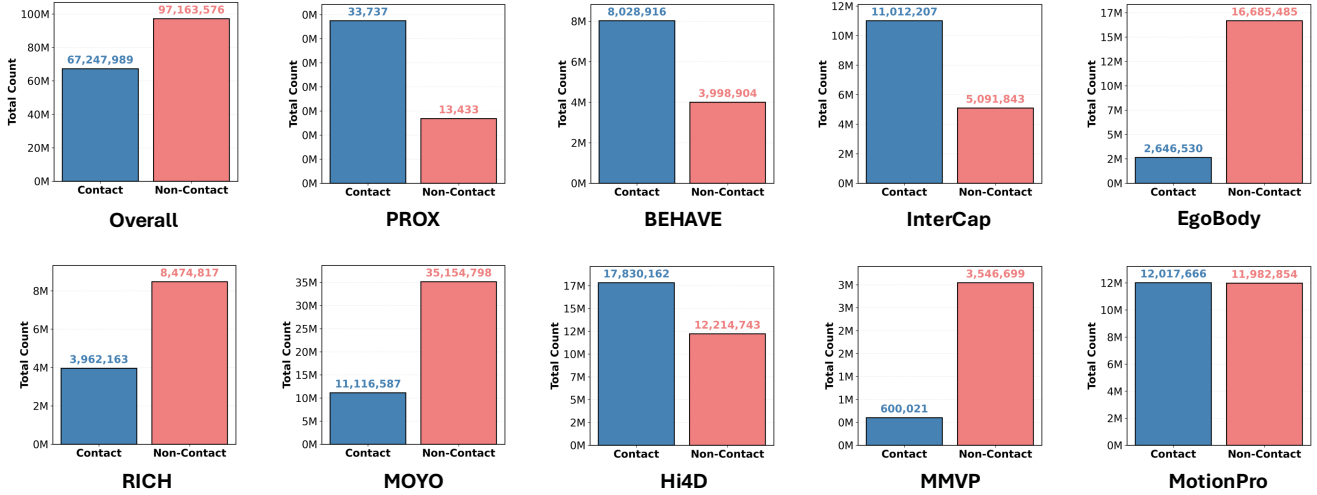 Total Count
100M
80M
60M
40M
20M
0M
67,247,989
97,163,576
Contact
Non-Contact
Overall
0M
0M
0M
0M
0M
0M
0M
0M
33,737
13,433
Contact
Non-Contact
PROX
Total Count
8M
6M
4M
2M
0M
8,028,916
3,998,904
Contact
Non-Contact
BEHAVE
Total Count
12M
10M
8M
6M
4M
2M
0M
11,012,207
5,091,843
Contact
Non-Contact
InterCap
Total Count
17M
15M
12M
10M
7M
5M
2M
0M
2,646,530
16,685,485
Contact
Non-Contact
EgoBody
Total Count
Total Count
8M
6M
4M
2M
0M
3,962,163
8,474,817
Contact
Non-Contact
RICH
Total Count
35M
30M
25M
20M
15M
10M
5M
0M
11,116,587
35,154,798
Contact
Non-Contact
MOYO
Total Count
17M
15M
12M
10M
7M
5M
2M
0M
17,830,162
12,214,743
Contact
Non-Contact
Hi4D
Total Count
3M
3M
2M
2M
1M
1M
0M
0M
600,021
3,546,699
Contact
Non-Contact
MMVP
Total Count
12M
10M
8M
6M
4M
2M
0M
12,017,666
11,982,854
Contact
Non-Contact
MotionPro